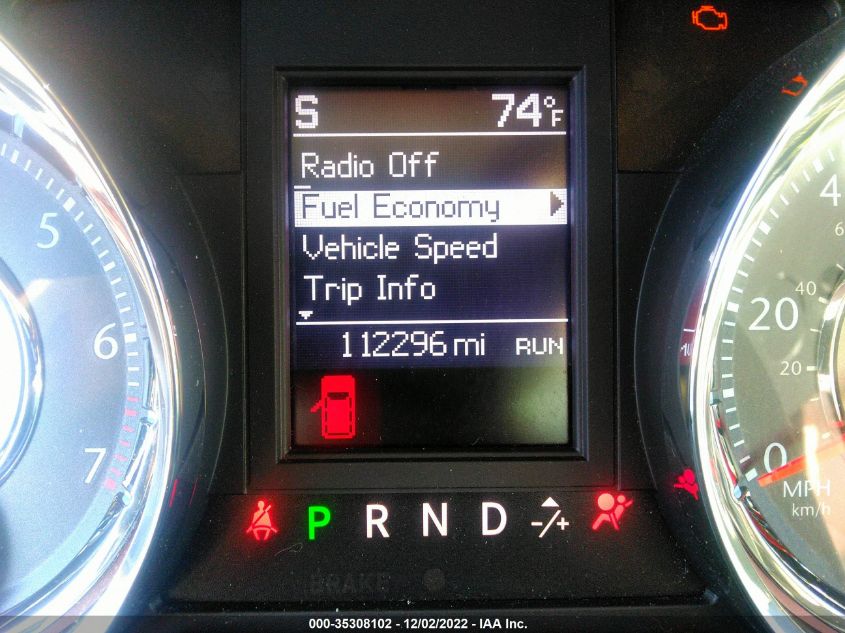 S 74°F
Radio Off
Fuel Economy
Vehicle Speed
Trip Info
112296 mi RUN
5
6
7
4
20
40
20
0
MPH
km/h
P R N D -/+
BRAKE
000-35308102 - 12/02/2022 - IAA Inc.